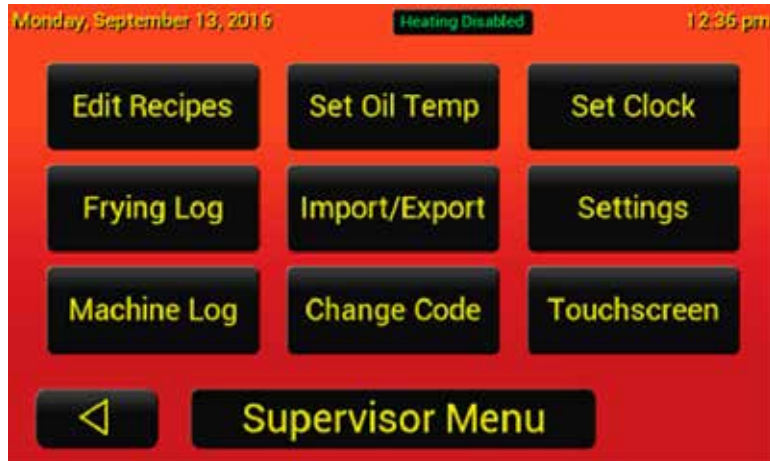 Monday, September 13, 2016 Heating Disabled 12:36 pm
Edit Recipes Set Oil Temp Set Clock
Frying Log Import/Export Settings
Machine Log Change Code Touchscreen
Supervisor Menu